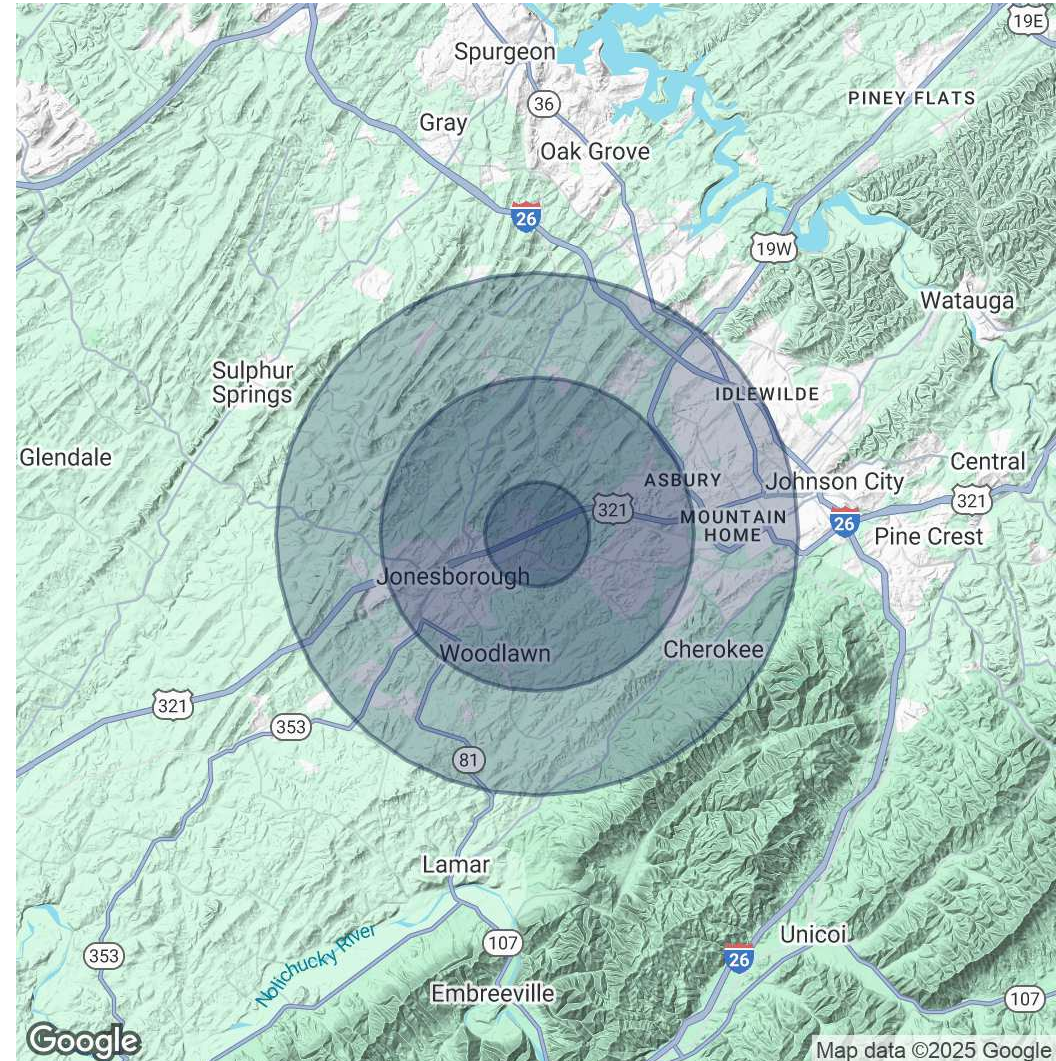 19E
Spurgeon
PINEY FLATS
36
Gray
Oak Grove
26
19W
Watauga
Sulphur
Springs
IDLEWILDE
Glendale
ASBURY
Johnson City
Central
321
321
MOUNTAIN
HOME
26
Pine Crest
Jonesborough
Woodlawn
Cherokee
321
353
81
Lamar
Nolichucky River
107
353
Unicoi
26
Embreeville
107
Google
Map data ©2025 Google